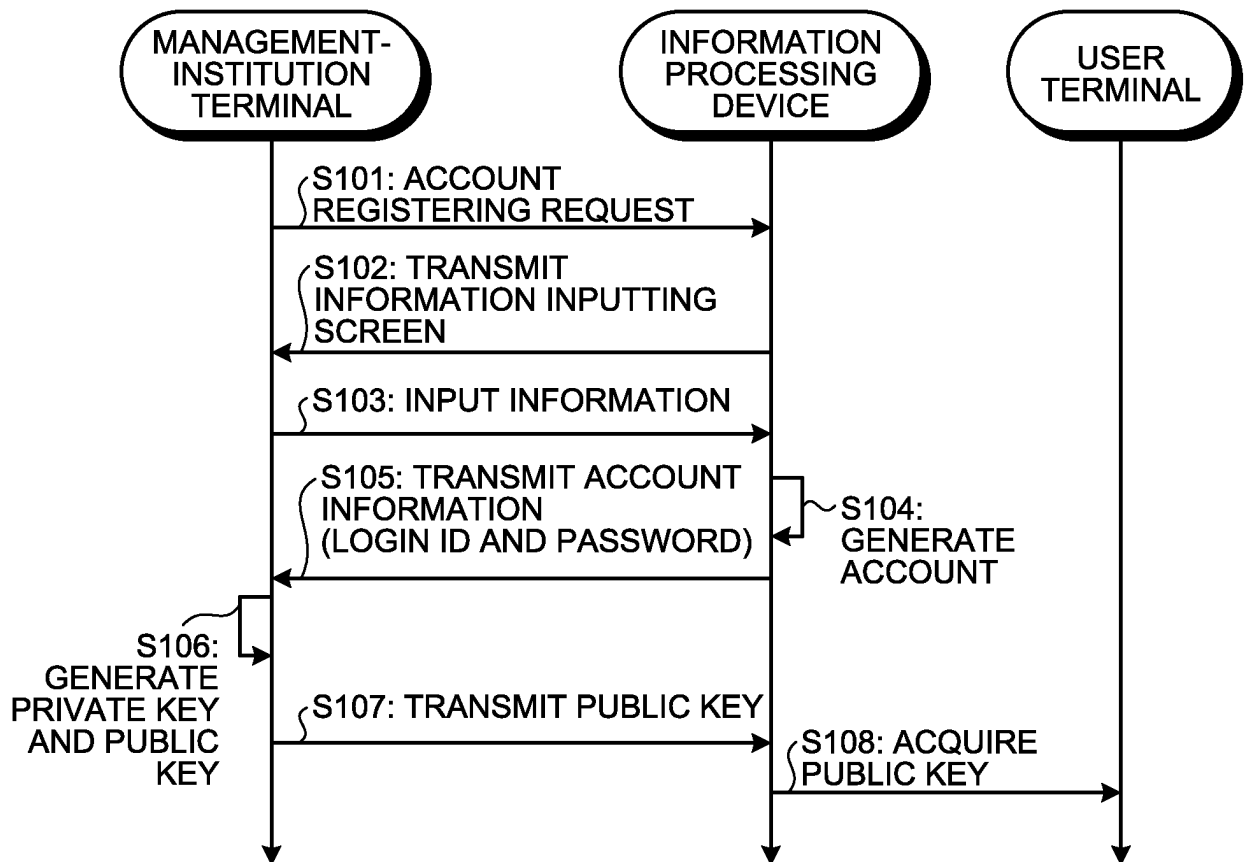 MANAGEMENT-
INSTITUTION
TERMINAL
INFORMATION
PROCESSING
DEVICE
USER
TERMINAL
S101: ACCOUNT
REGISTERING REQUEST
S102: TRANSMIT
INFORMATION INPUTTING
SCREEN
S103: INPUT INFORMATION
S105: TRANSMIT ACCOUNT
INFORMATION
(LOGIN ID AND PASSWORD)
S104:
GENERATE
ACCOUNT
S106:
GENERATE
PRIVATE KEY
AND PUBLIC
KEY
S107: TRANSMIT PUBLIC KEY
S108: ACQUIRE
PUBLIC KEY